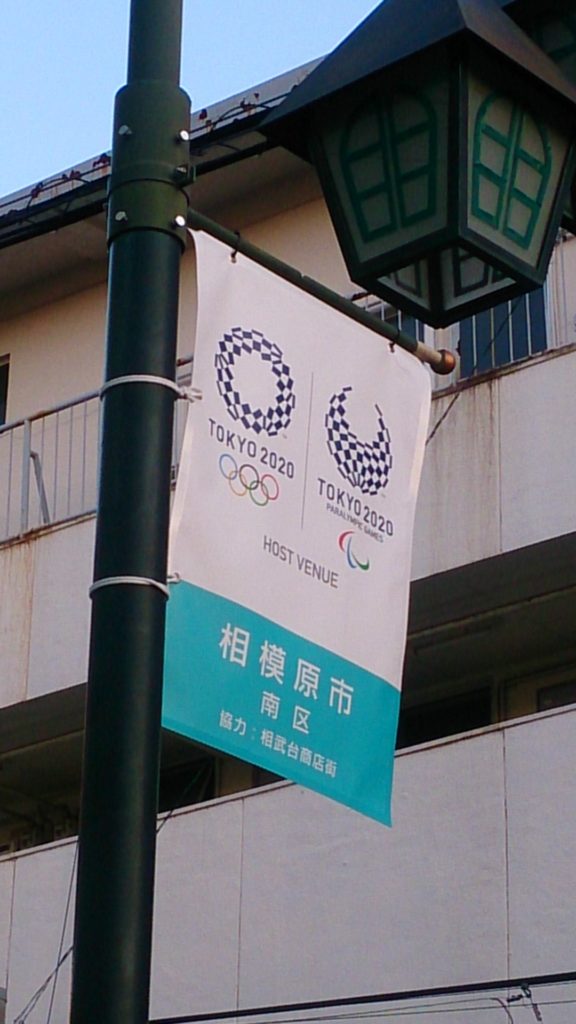 TOKYO 2020
TOKYO 2020
PARALYMPIC GAMES
HOST VENUE
相模原市
南区
協力：相武台商店街